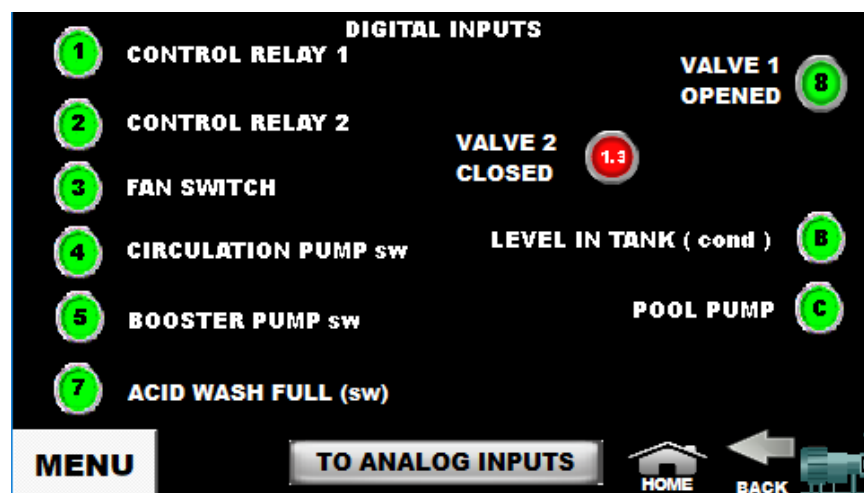 DIGITAL INPUTS
1 CONTROL RELAY 1
VALVE 1
OPENED
8
2 CONTROL RELAY 2
VALVE 2
CLOSED
1.3
3 FAN SWITCH
4 CIRCULATION PUMP sw
LEVEL IN TANK ( cond ) B
5 BOOSTER PUMP sw
POOL PUMP C
7 ACID WASH FULL (sw)
MENU
TO ANALOG INPUTS
HOME
BACK